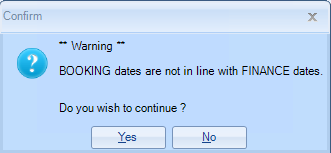 Confirm
** Warning **
BOOKING dates are not in line with FINANCE dates.
Do you wish to continue ?
Yes No